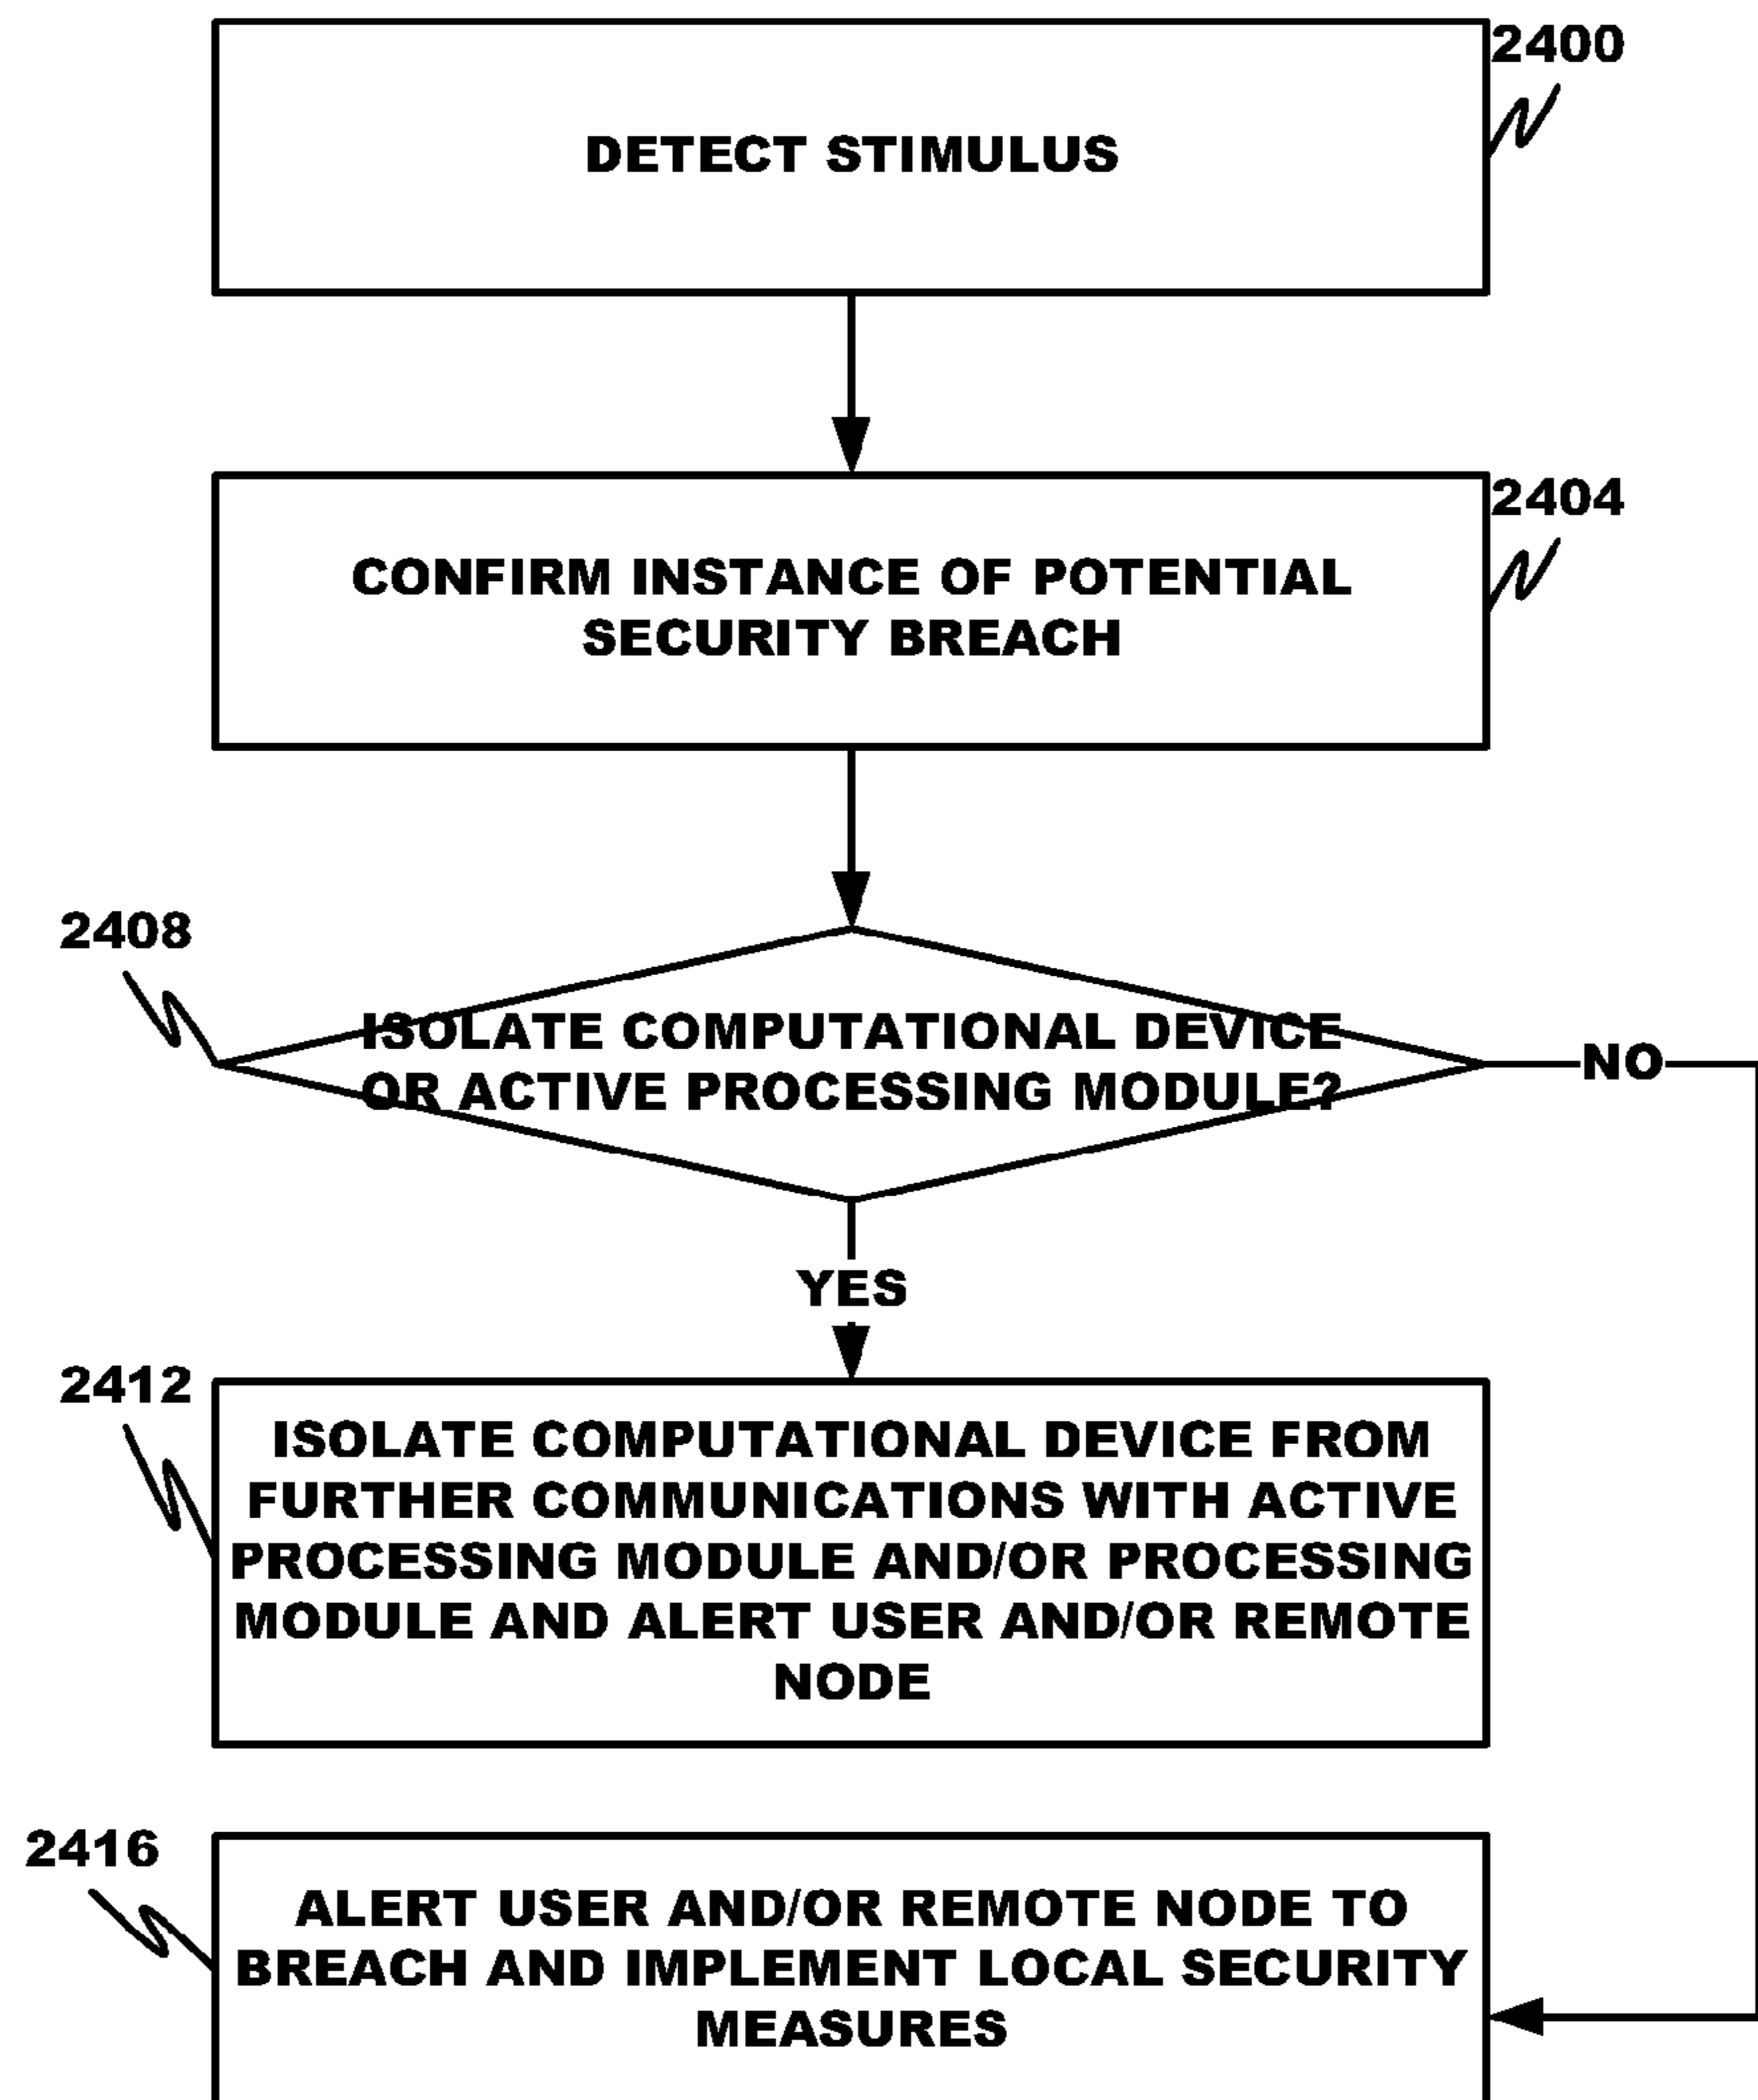 2400
DETECT STIMULUS
2404
CONFIRM INSTANCE OF POTENTIAL
SECURITY BREACH
2408
ISOLATE COMPUTATIONAL DEVICE
OR ACTIVE PROCESSING MODULE?
NO
YES
2412
ISOLATE COMPUTATIONAL DEVICE FROM
FURTHER COMMUNICATIONS WITH ACTIVE
PROCESSING MODULE AND/OR PROCESSING
MODULE AND ALERT USER AND/OR REMOTE
NODE
2416
ALERT USER AND/OR REMOTE NODE TO
BREACH AND IMPLEMENT LOCAL SECURITY
MEASURES